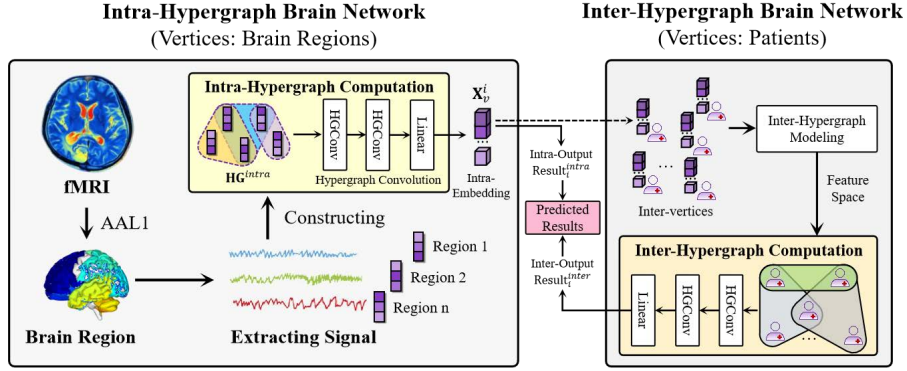 Intra-Hypergraph Brain Network
(Vertices: Brain Regions)
Inter-Hypergraph Brain Network
(Vertices: Patients)
fMRI
AAL1
Brain Region
Intra-Hypergraph Computation
HG^intra
HGConv
HGConv
Linear
Hypergraph Convolution
Constructing
Region 1
Region 2
Region n
Extracting Signal
X_v^i
...
Intra-
Embedding
Intra-Output
Result_i^intra
Predicted
Results
Inter-Output
Result_i^inter
...
...
...
...
...
...
Inter-vertices
Inter-Hypergraph
Modeling
Feature
Space
Inter-Hypergraph Computation
Linear
HGConv
HGConv
...